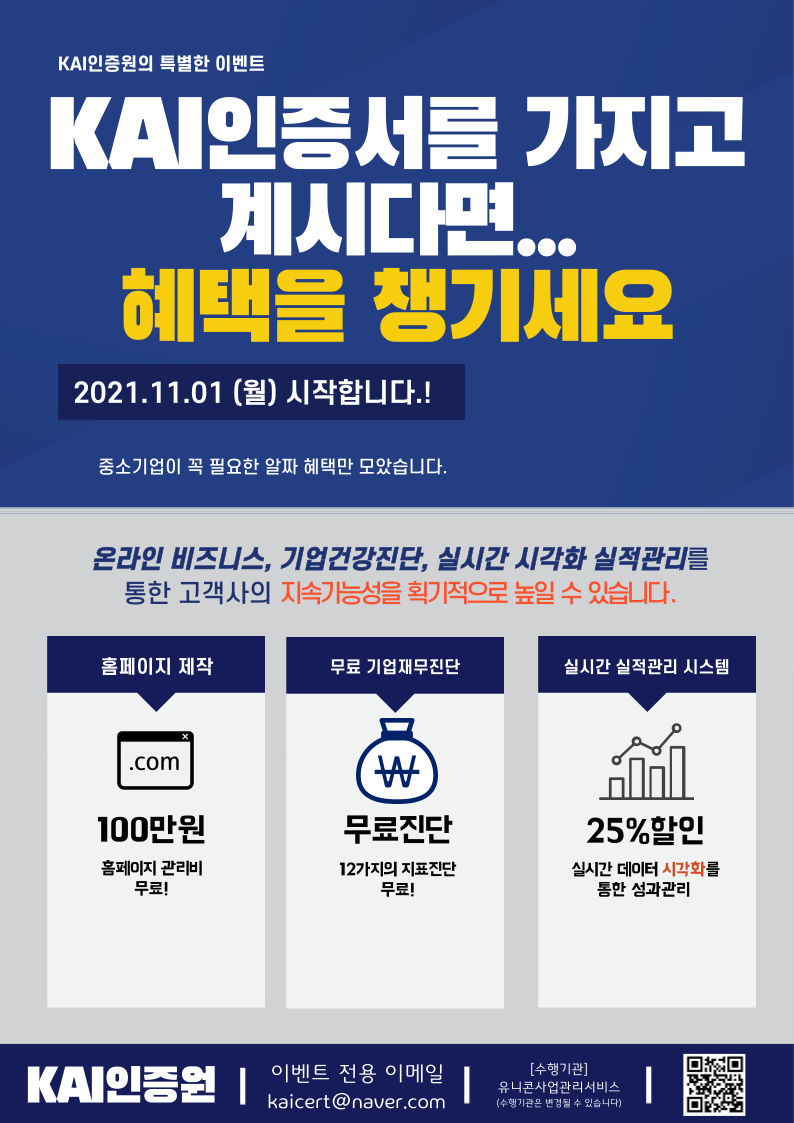 KAI인증원의 특별한 이벤트
KAI인증서를 가지고
계시다면...
혜택을 챙기세요
2021.11.01 (월) 시작합니다.!
중소기업이 꼭 필요한 알짜 혜택만 모았습니다.
온라인 비즈니스, 기업건강진단, 실시간 시각화 실적관리를
통한 고객사의 지속가능성을 획기적으로 높일 수 있습니다.
홈페이지 제작
.com
100만원
홈페이지 관리비
무료!
무료 기업재무진단
₩
무료진단
12가지의 지표진단
무료!
실시간 실적관리 시스템
25%할인
실시간 데이터 시각화를
통한 성과관리
KAI인증원
이벤트 전용 이메일
kaicert@naver.com
[수행기관]
유니콘사업관리서비스
(수행기관은 변경될 수 있습니다)